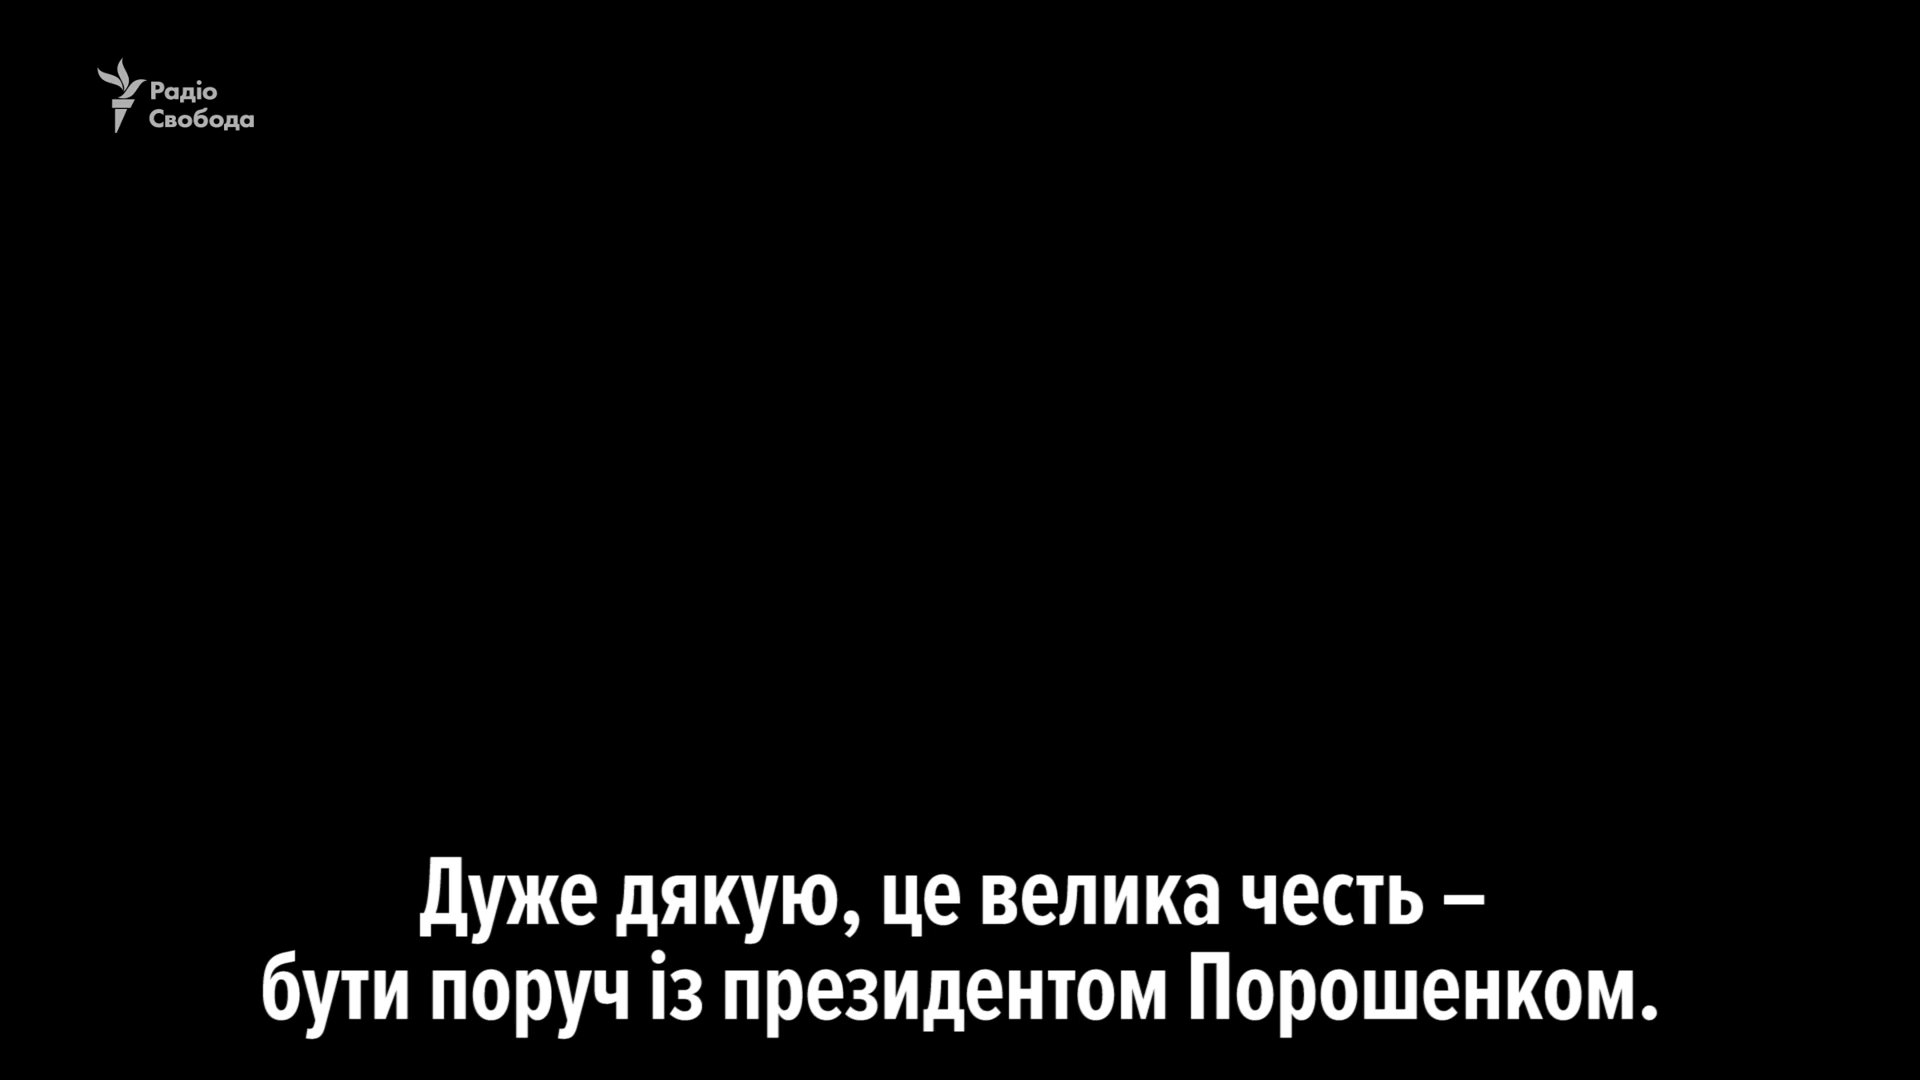 Радіо
Свобода
Дуже дякую, це велика честь –
бути поруч із президентом Порошенком.